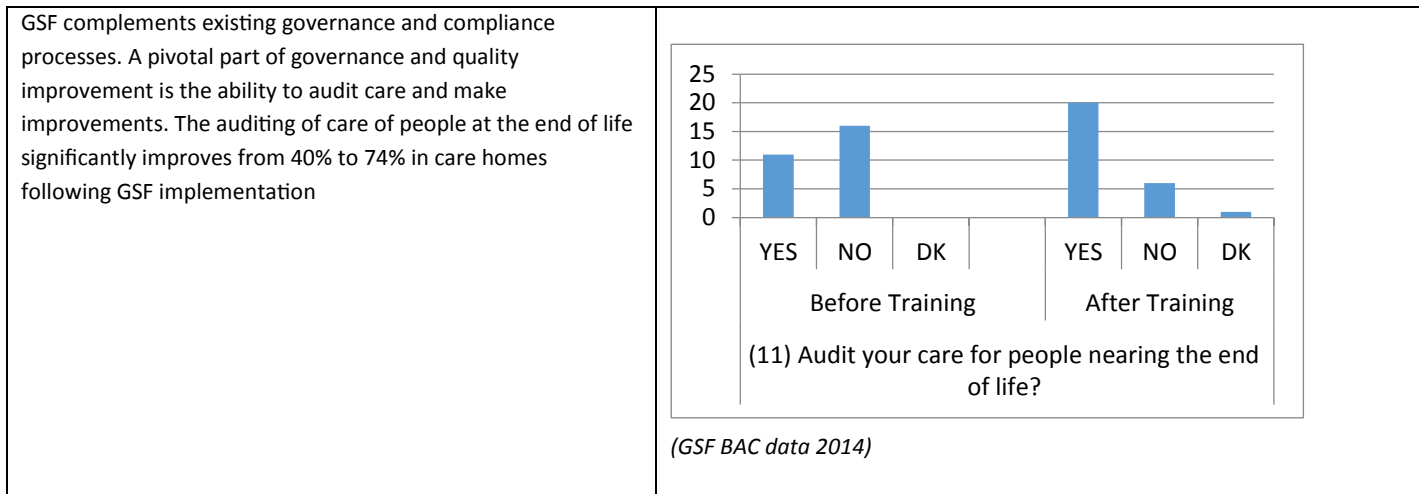 GSF complements existing governance and compliance
processes. A pivotal part of governance and quality
improvement is the ability to audit care and make
improvements. The auditing of care of people at the end of life
significantly improves from 40% to 74% in care homes
following GSF implementation
25
20
15
10
5
0
YES NO DK YES NO DK
Before Training After Training
(11) Audit your care for people nearing the end
of life?
(GSF BAC data 2014)